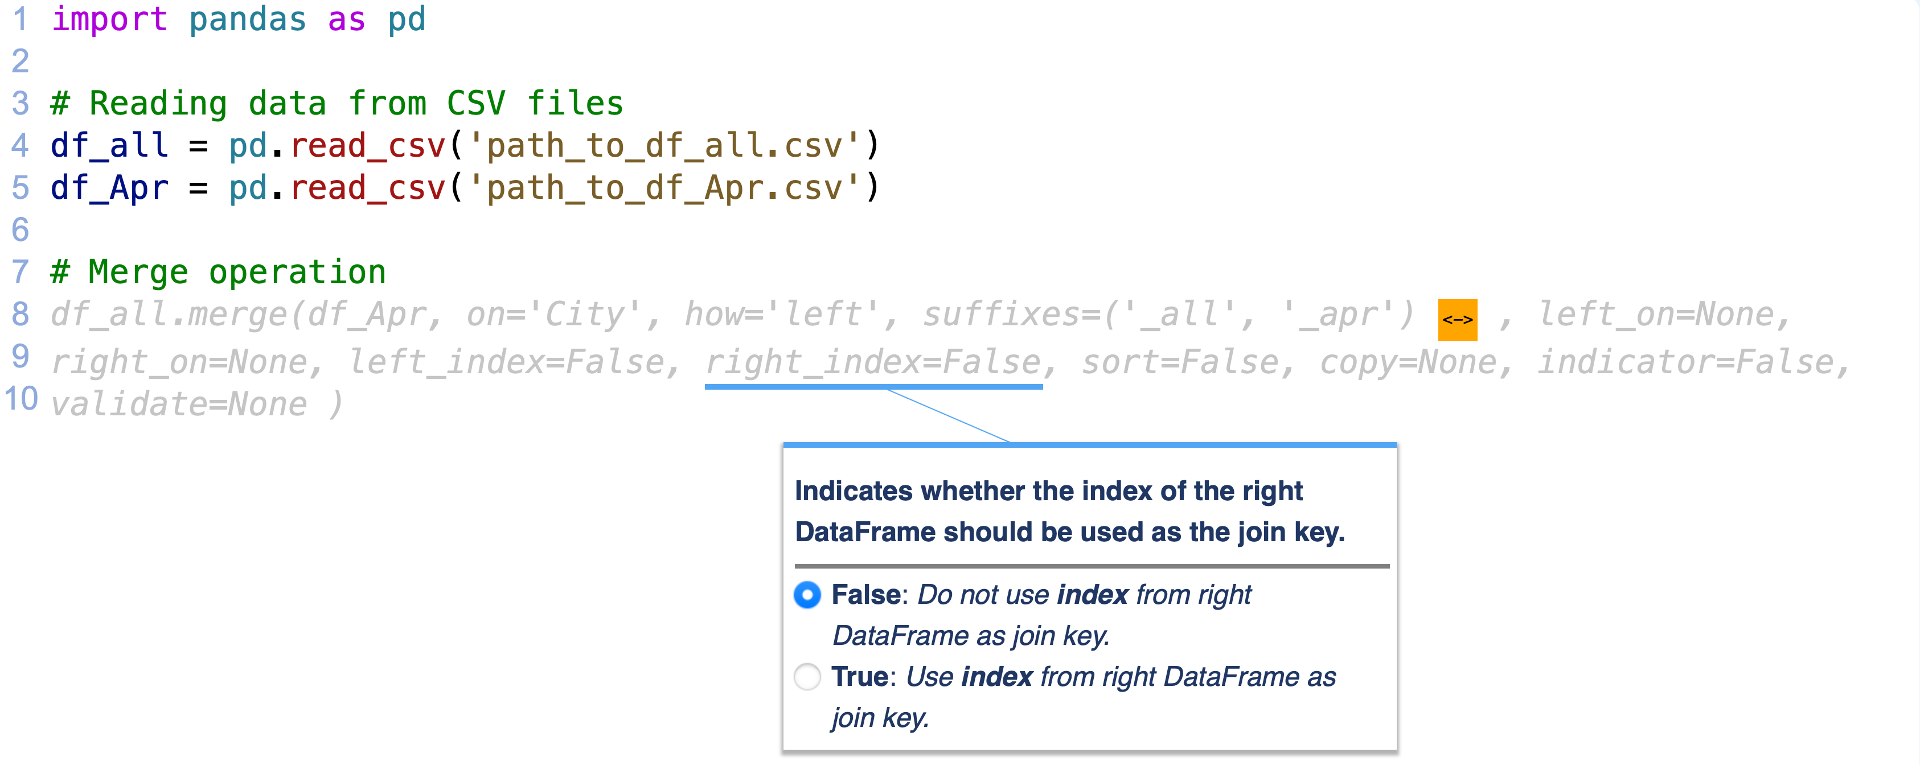 1 import pandas as pd
2
3 # Reading data from CSV files
4 df_all = pd.read_csv('path_to_df_all.csv')
5 df_Apr = pd.read_csv('path_to_df_Apr.csv')
6
7 # Merge operation
8 df_all.merge(df_Apr, on='City', how='left', suffixes=('_all', '_apr') <-> , left_on=None,
9 right_on=None, left_index=False, right_index=False, sort=False, copy=None, indicator=False,
10 validate=None )
Indicates whether the index of the right
DataFrame should be used as the join key.
False: Do not use index from right
DataFrame as join key.
True: Use index from right DataFrame as
join key.